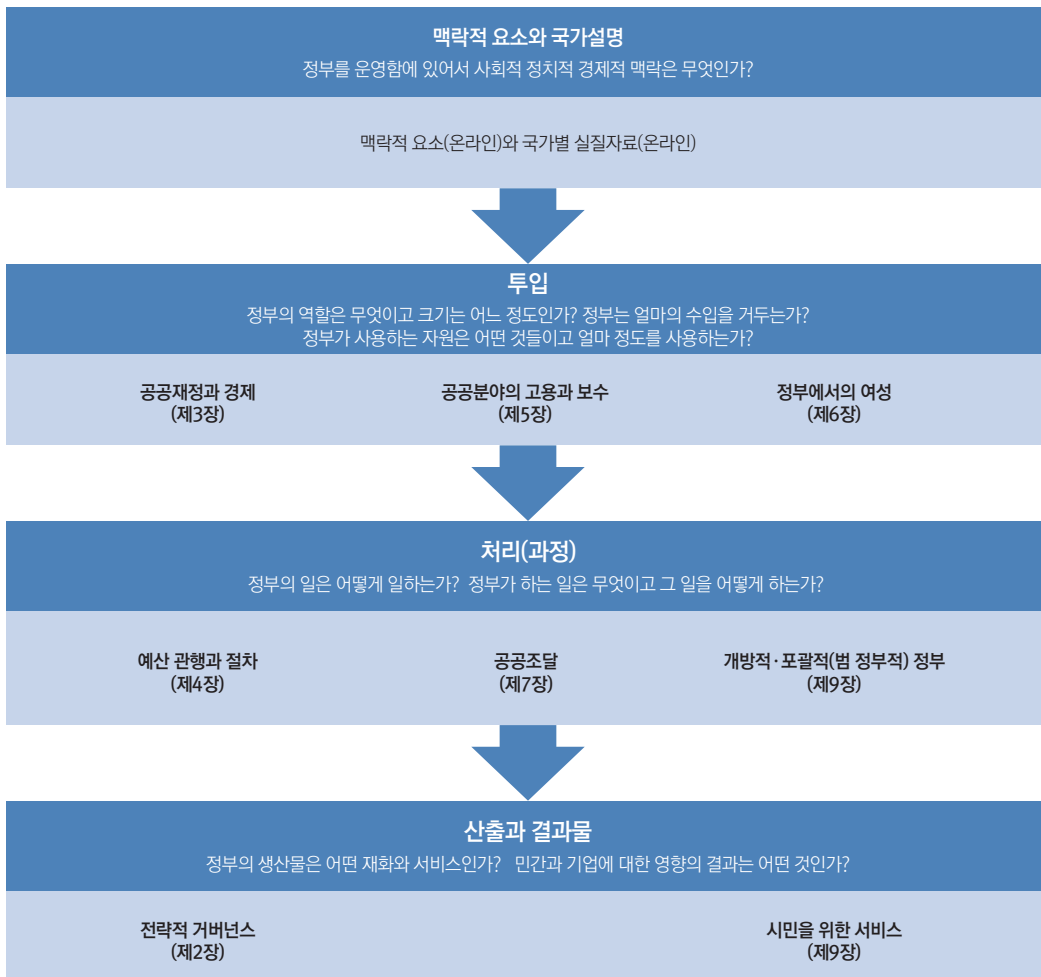 맥락적 요소와 국가설명
정부를 운영함에 있어서 사회적 정치적 경제적 맥락은 무엇인가?
맥락적 요소(온라인)와 국가별 실질자료(온라인)
투입
정부의 역할은 무엇이고 크기는 어느 정도인가? 정부는 얼마의 수입을 거두는가?
정부가 사용하는 자원은 어떤 것들이고 얼마 정도를 사용하는가?
공공재정과 경제
(제3장)
공공분야의 고용과 보수
(제5장)
정부에서의 여성
(제6장)
처리(과정)
정부의 일은 어떻게 일하는가? 정부가 하는 일은 무엇이고 그 일을 어떻게 하는가?
예산 관행과 절차
(제4장)
공공조달
(제7장)
개방적·포괄적(범 정부적) 정부
(제9장)
산출과 결과물
정부의 생산물은 어떤 재화와 서비스인가? 민간과 기업에 대한 영향의 결과는 어떤 것인가?
전략적 거버넌스
(제2장)
시민을 위한 서비스
(제9장)